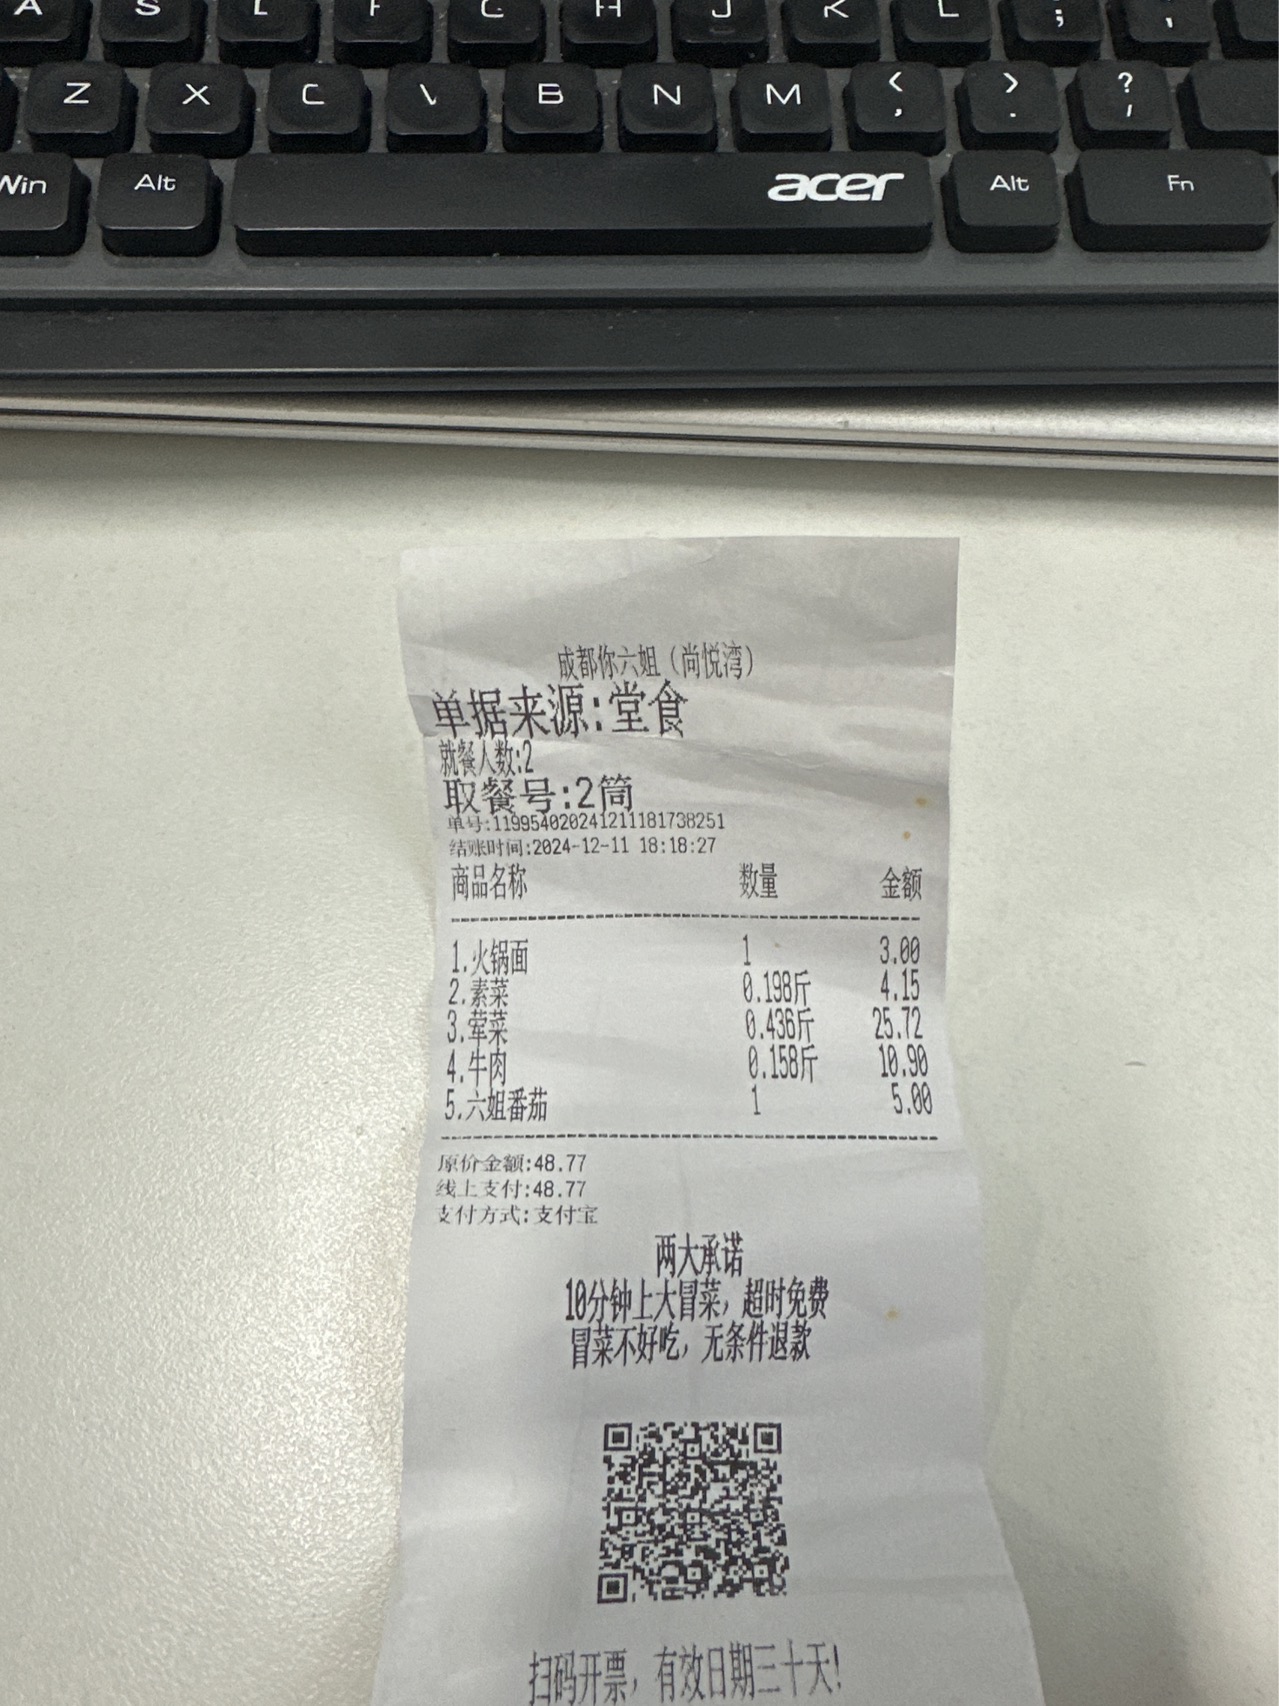 A S F C H J K L ;
Z X C V B N M < , > . ? /
Win Alt acer Alt Fn
成都你六姐（尚悦湾）
单据来源:堂食
就餐人数:2
取餐号:2筒
单号:119954020241211181738251
结账时间:2024-12-11 18:18:27
商品名称 数量 金额
1.火锅面 1 3.00
2.素菜 0.198斤 4.15
3.荤菜 0.436斤 25.72
4.牛肉 0.158斤 10.90
5.六姐番茄 1 5.00
原价金额:48.77
线上支付:48.77
支付方式:支付宝
两大承诺
10分钟上大冒菜，超时免费
冒菜不好吃，无条件退款
扫码开票，有效日期三十天!